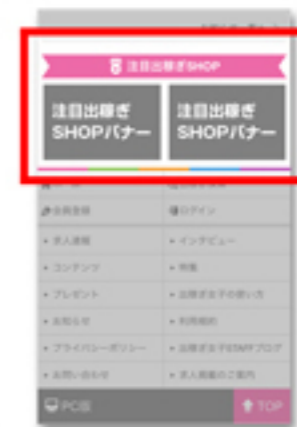 注目出稼ぎSHOP
注目出稼ぎ 注目出稼ぎ
SHOPバナー SHOPバナー
会員登録 ログイン
求人速報 インタビュー
コンテンツ 特集
プレゼント 出稼ぎ女子の使い方
お知らせ 利用規約
プライバシーポリシー 出稼ぎ女子STAFFブログ
お問い合わせ 求人掲載のご案内
PC版 TOP